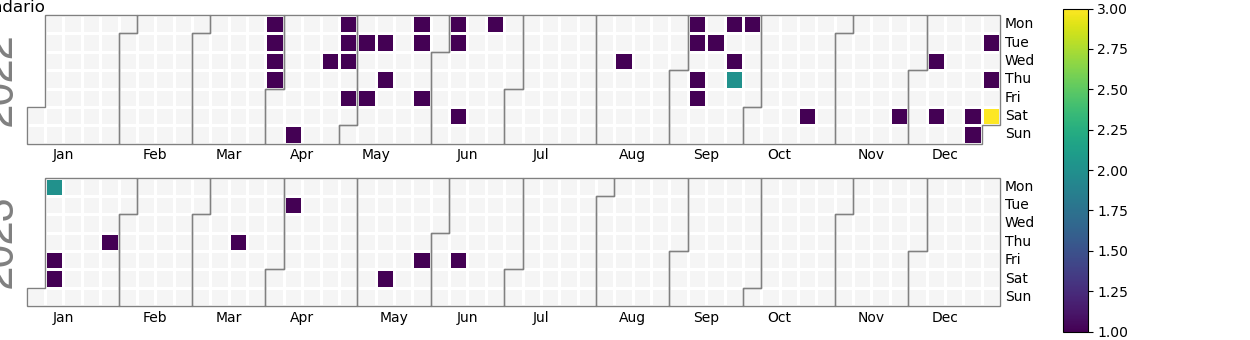 ndario
2022
Mon
Tue
Wed
Thu
Fri
Sat
Sun
Jan Feb Mar Apr May Jun Jul Aug Sep Oct Nov Dec
2023
Mon
Tue
Wed
Thu
Fri
Sat
Sun
Jan Feb Mar Apr May Jun Jul Aug Sep Oct Nov Dec
3.00
2.75
2.50
2.25
2.00
1.75
1.50
1.25
1.00